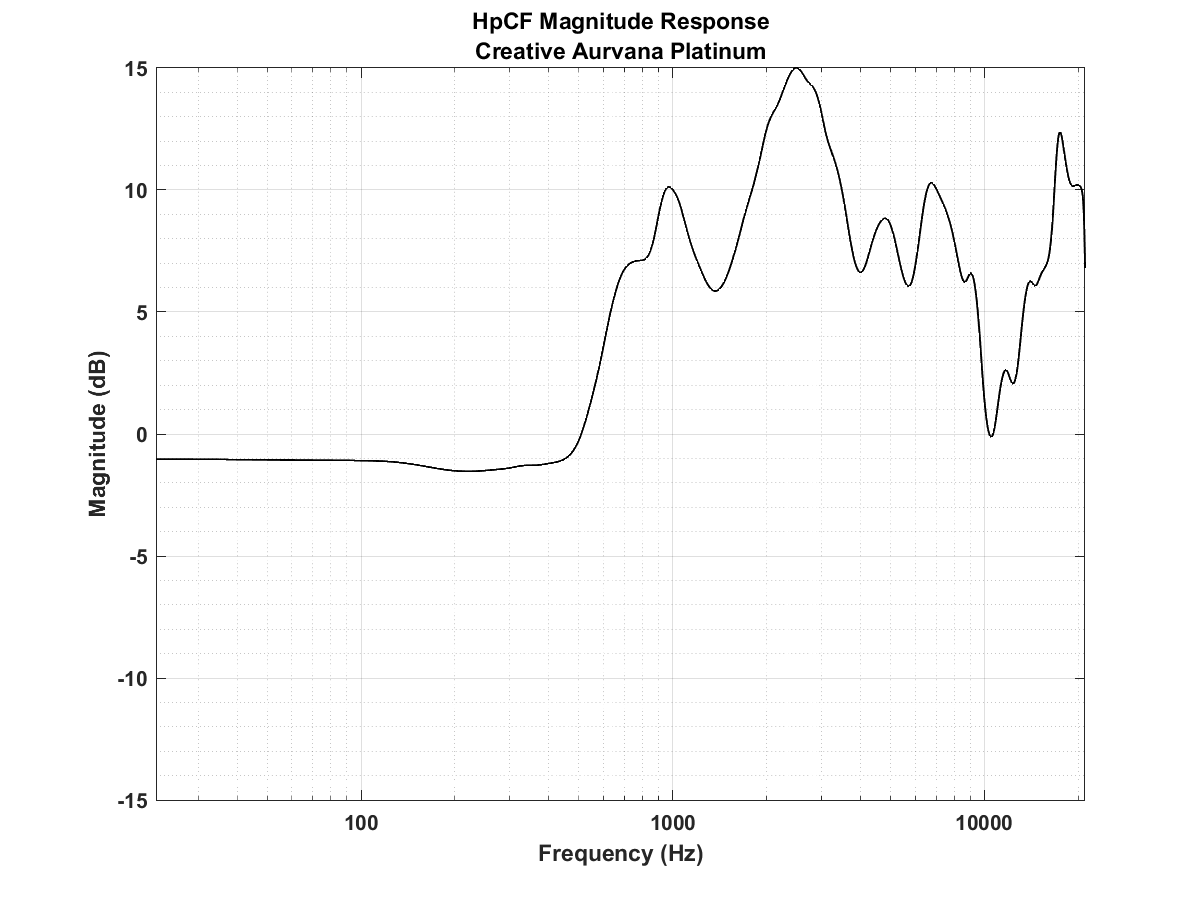 HpCF Magnitude Response
Creative Aurvana Platinum
15
10
5
0
-5
-10
-15
Magnitude (dB)
100
1000
10000
Frequency (Hz)